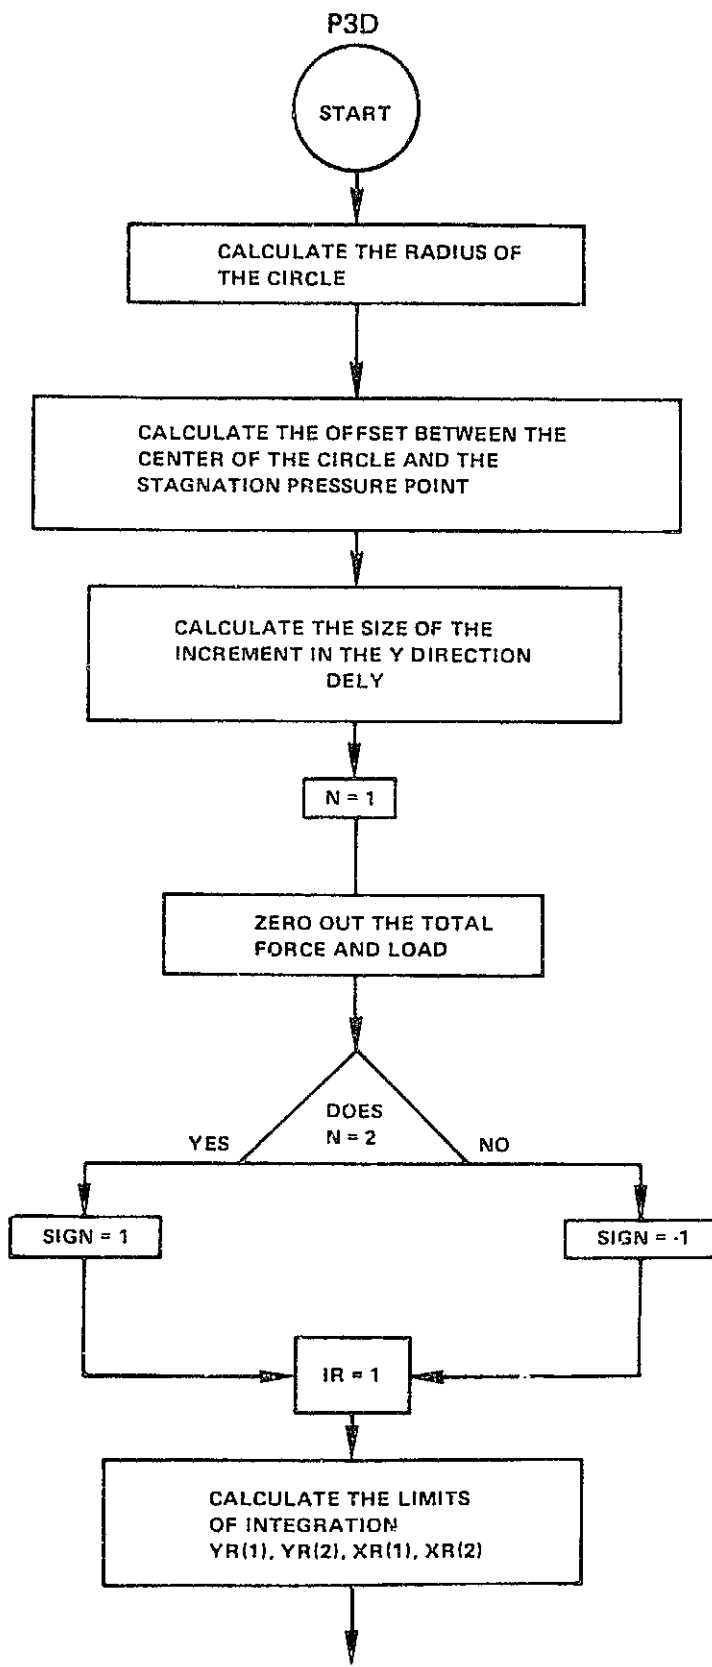 P3D
START
CALCULATE THE RADIUS OF
THE CIRCLE
CALCULATE THE OFFSET BETWEEN THE
CENTER OF THE CIRCLE AND THE
STAGNATION PRESSURE POINT
CALCULATE THE SIZE OF THE
INCREMENT IN THE Y DIRECTION
DELY
N = 1
ZERO OUT THE TOTAL
FORCE AND LOAD
DOES
N = 2
YES
NO
SIGN = 1
SIGN = -1
IR = 1
CALCULATE THE LIMITS
OF INTEGRATION
YR(1), YR(2), XR(1), XR(2)